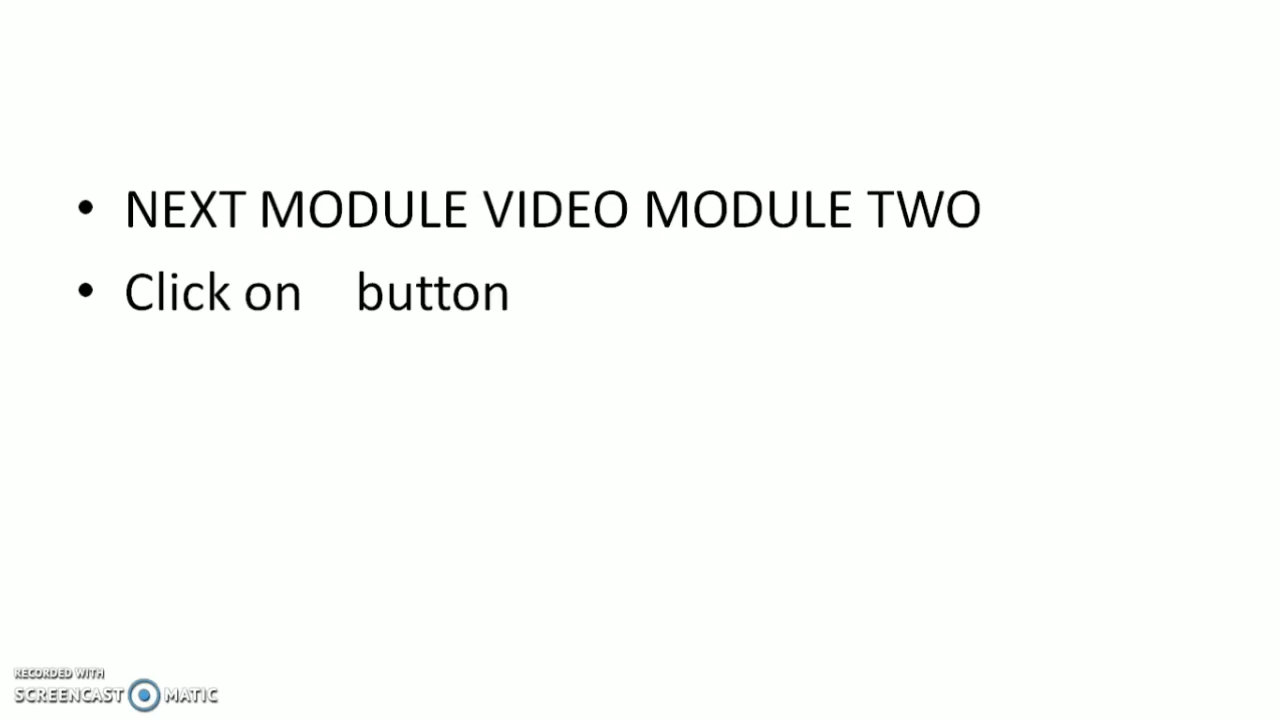 • NEXT MODULE VIDEO MODULE TWO
• Click on button
RECORDED WITH
SCREENCAST MATIC